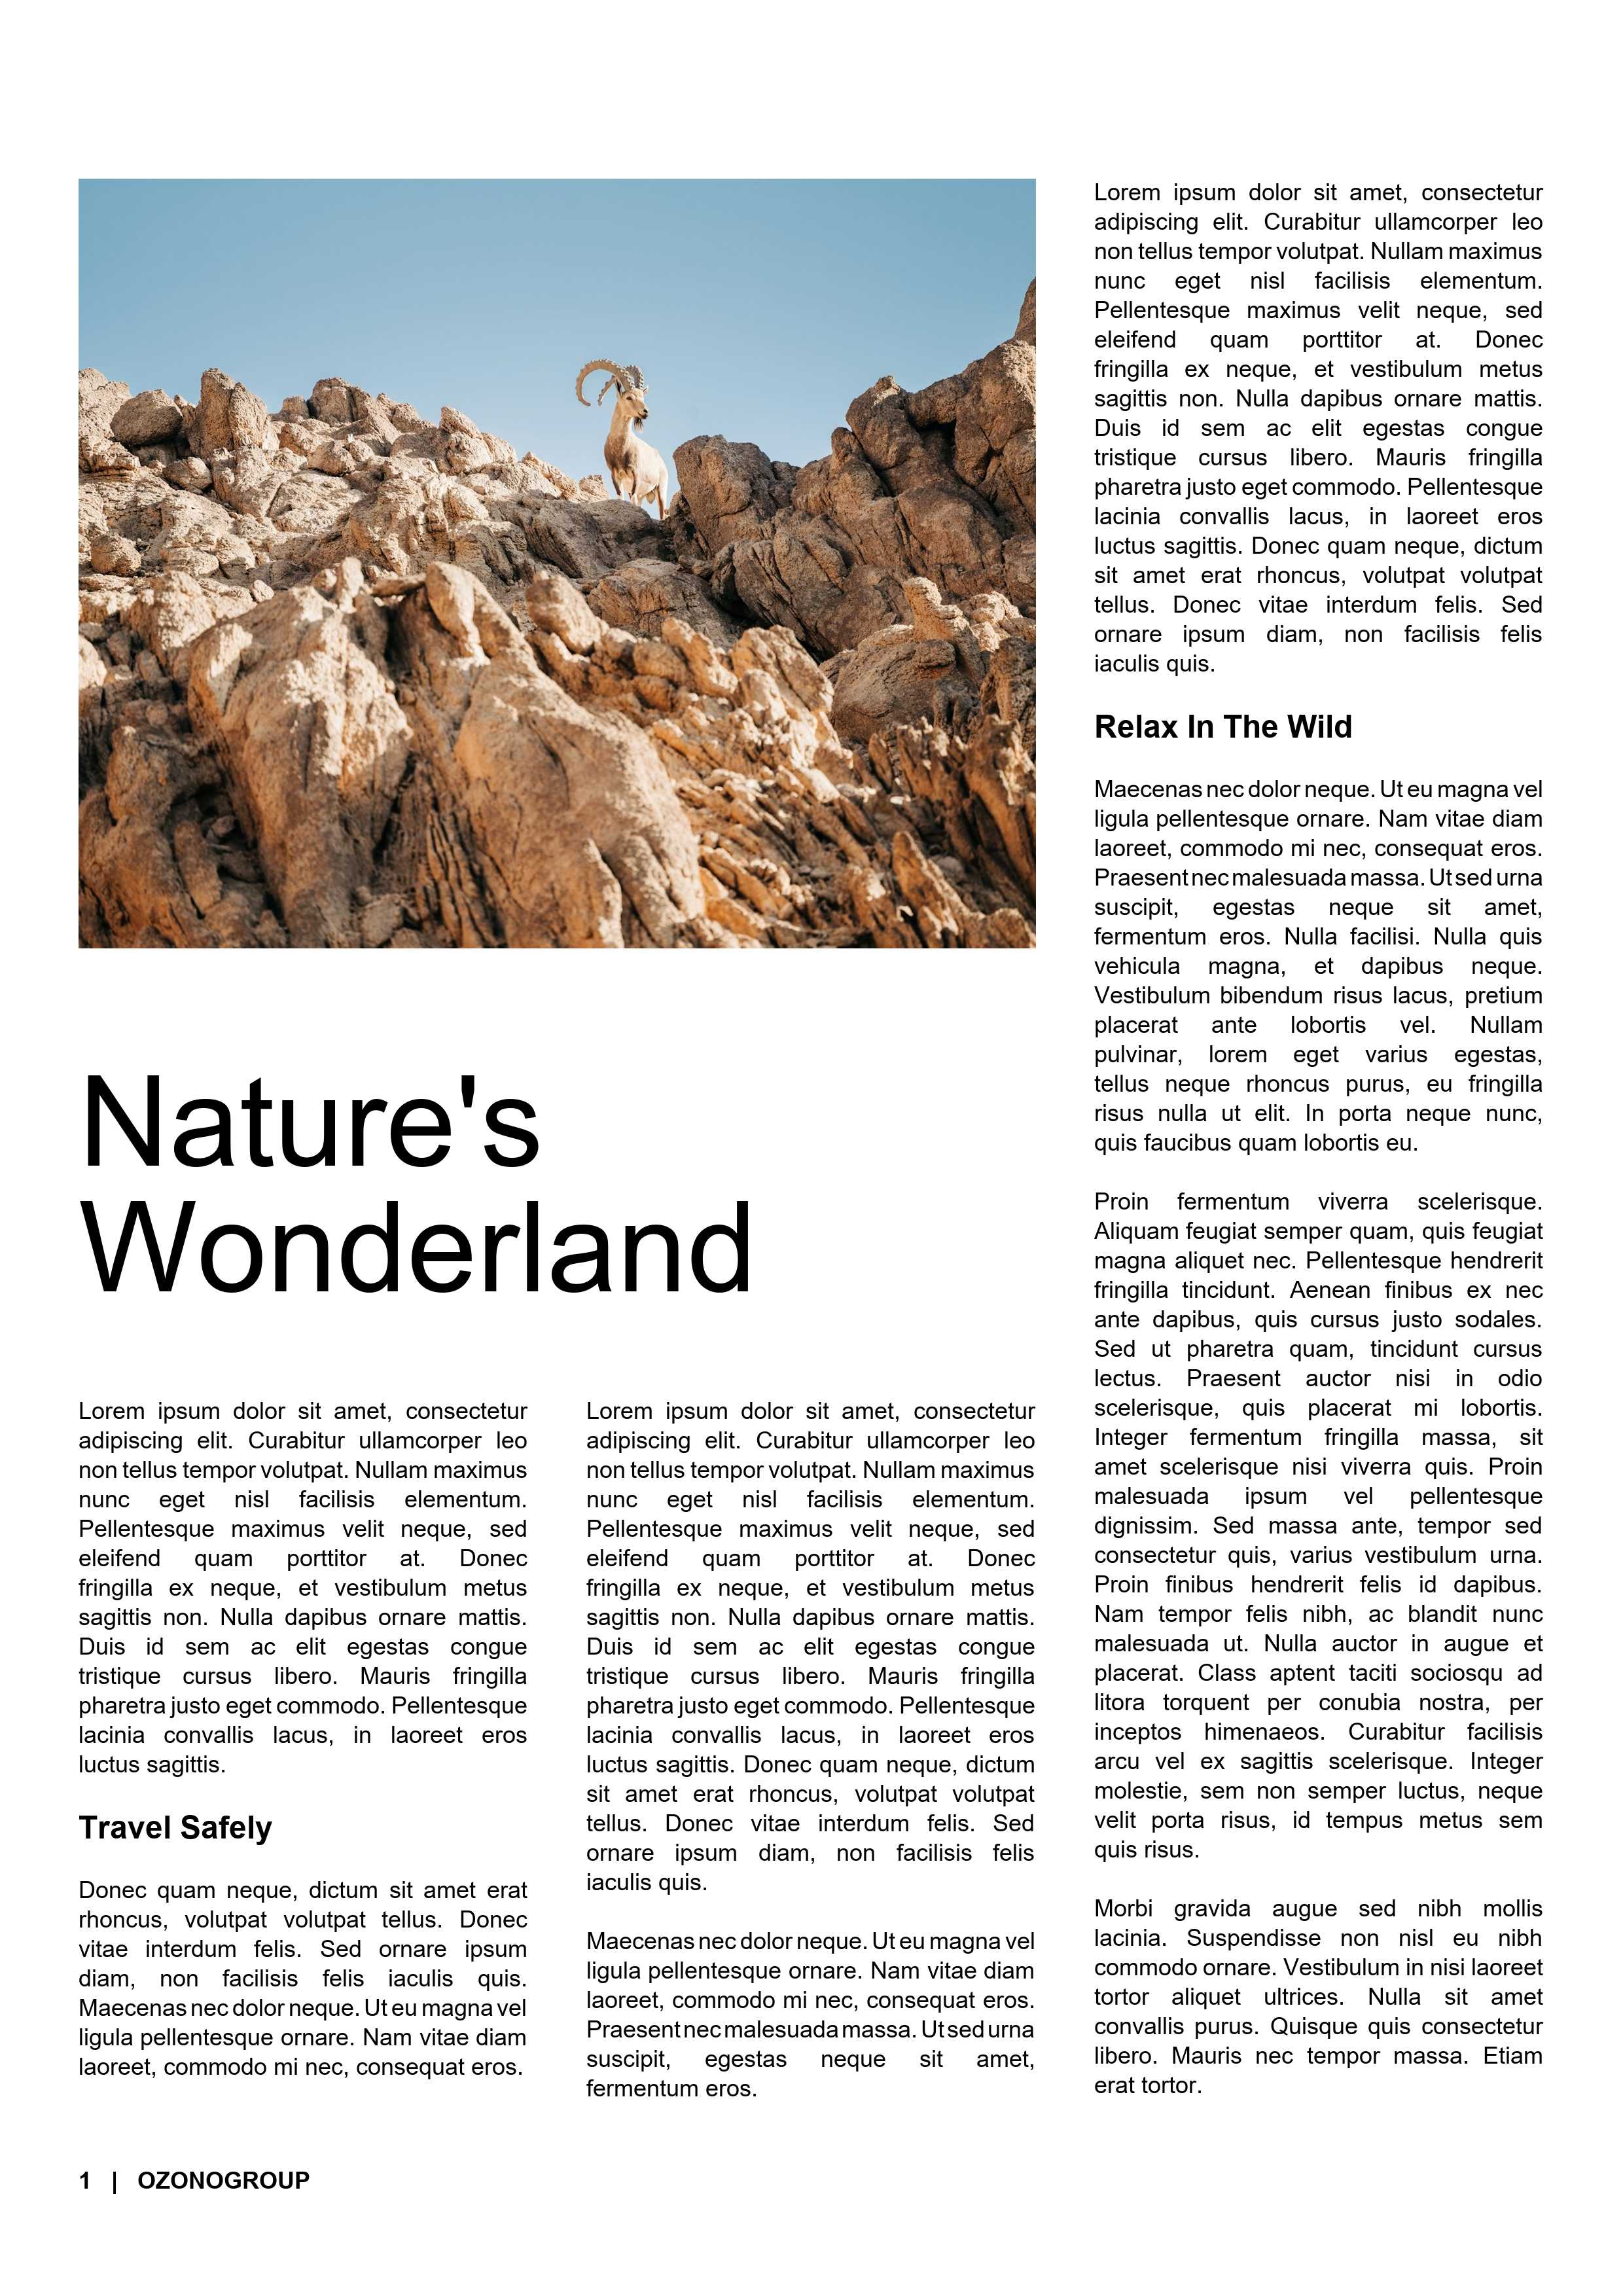 Nature's
Wonderland
Lorem ipsum dolor sit amet, consectetur
adipiscing elit. Curabitur ullamcorper leo
non tellus tempor volutpat. Nullam maximus
nunc eget nisl facilisis elementum.
Pellentesque maximus velit neque, sed
eleifend quam porttitor at. Donec
fringilla ex neque, et vestibulum metus
sagittis non. Nulla dapibus ornare mattis.
Duis id sem ac elit egestas congue
tristique cursus libero. Mauris fringilla
pharetra justo eget commodo. Pellentesque
lacinia convallis lacus, in laoreet eros
luctus sagittis.
Travel Safely
Donec quam neque, dictum sit amet erat
rhoncus, volutpat volutpat tellus. Donec
vitae interdum felis. Sed ornare ipsum
diam, non facilisis felis iaculis quis.
Maecenas nec dolor neque. Ut eu magna vel
ligula pellentesque ornare. Nam vitae diam
laoreet, commodo mi nec, consequat eros.
Lorem ipsum dolor sit amet, consectetur
adipiscing elit. Curabitur ullamcorper leo
non tellus tempor volutpat. Nullam maximus
nunc eget nisl facilisis elementum.
Pellentesque maximus velit neque, sed
eleifend quam porttitor at. Donec
fringilla ex neque, et vestibulum metus
sagittis non. Nulla dapibus ornare mattis.
Duis id sem ac elit egestas congue
tristique cursus libero. Mauris fringilla
pharetra justo eget commodo. Pellentesque
lacinia convallis lacus, in laoreet eros
luctus sagittis. Donec quam neque, dictum
sit amet erat rhoncus, volutpat volutpat
tellus. Donec vitae interdum felis. Sed
ornare ipsum diam, non facilisis felis
iaculis quis.
Maecenas nec dolor neque. Ut eu magna vel
ligula pellentesque ornare. Nam vitae diam
laoreet, commodo mi nec, consequat eros.
Praesent nec malesuada massa. Ut sed urna
suscipit, egestas neque sit amet,
fermentum eros.
Lorem ipsum dolor sit amet, consectetur
adipiscing elit. Curabitur ullamcorper leo
non tellus tempor volutpat. Nullam maximus
nunc eget nisl facilisis elementum.
Pellentesque maximus velit neque, sed
eleifend quam porttitor at. Donec
fringilla ex neque, et vestibulum metus
sagittis non. Nulla dapibus ornare mattis.
Duis id sem ac elit egestas congue
tristique cursus libero. Mauris fringilla
pharetra justo eget commodo. Pellentesque
lacinia convallis lacus, in laoreet eros
luctus sagittis. Donec quam neque, dictum
sit amet erat rhoncus, volutpat volutpat
tellus. Donec vitae interdum felis. Sed
ornare ipsum diam, non facilisis felis
iaculis quis.
Relax In The Wild
Maecenas nec dolor neque. Ut eu magna vel
ligula pellentesque ornare. Nam vitae diam
laoreet, commodo mi nec, consequat eros.
Praesent nec malesuada massa. Ut sed urna
suscipit, egestas neque sit amet,
fermentum eros. Nulla facilisi. Nulla quis
vehicula magna, et dapibus neque.
Vestibulum bibendum risus lacus, pretium
placerat ante lobortis vel. Nullam
pulvinar, lorem eget varius egestas,
tellus neque rhoncus purus, eu fringilla
risus nulla ut elit. In porta neque nunc,
quis faucibus quam lobortis eu.
Proin fermentum viverra scelerisque.
Aliquam feugiat semper quam, quis feugiat
magna aliquet nec. Pellentesque hendrerit
fringilla tincidunt. Aenean finibus ex nec
ante dapibus, quis cursus justo sodales.
Sed ut pharetra quam, tincidunt cursus
lectus. Praesent auctor nisi in odio
scelerisque, quis placerat mi lobortis.
Integer fermentum fringilla massa, sit
amet scelerisque nisi viverra quis. Proin
malesuada ipsum vel pellentesque
dignissim. Sed massa ante, tempor sed
consectetur quis, varius vestibulum urna.
Proin finibus hendrerit felis id dapibus.
Nam tempor felis nibh, ac blandit nunc
malesuada ut. Nulla auctor in augue et
placerat. Class aptent taciti sociosqu ad
litora torquent per conubia nostra, per
inceptos himenaeos. Curabitur facilisis
arcu vel ex sagittis scelerisque. Integer
molestie, sem non semper luctus, neque
velit porta risus, id tempus metus sem
quis risus.
Morbi gravida augue sed nibh mollis
lacinia. Suspendisse non nisl eu nibh
commodo ornare. Vestibulum in nisi laoreet
tortor aliquet ultrices. Nulla sit amet
convallis purus. Quisque quis consectetur
libero. Mauris nec tempor massa. Etiam
erat tortor.
1 | OZONOGROUP